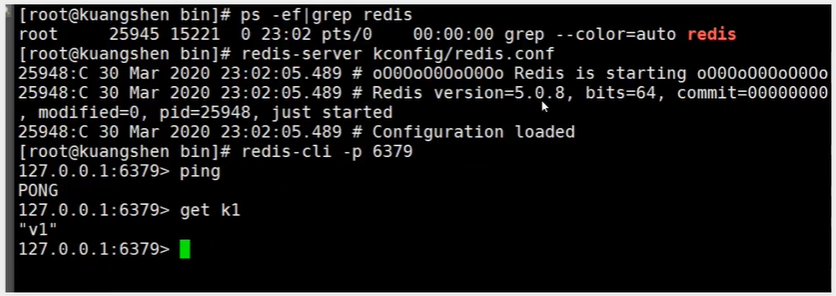 [root@kuangshen bin]# ps -ef|grep redis
root     25945 15221  0 23:02 pts/0    00:00:00 grep --color=auto redis
[root@kuangshen bin]# redis-server kconfig/redis.conf
25948:C 30 Mar 2020 23:02:05.489 # oO0OoO0OoO0Oo Redis is starting oO0OoO0OoO0Oo
25948:C 30 Mar 2020 23:02:05.489 # Redis version=5.0.8, bits=64, commit=00000000
, modified=0, pid=25948, just started
25948:C 30 Mar 2020 23:02:05.489 # Configuration loaded
[root@kuangshen bin]# redis-cli -p 6379
127.0.0.1:6379> ping
PONG
127.0.0.1:6379> get k1
"v1"
127.0.0.1:6379>